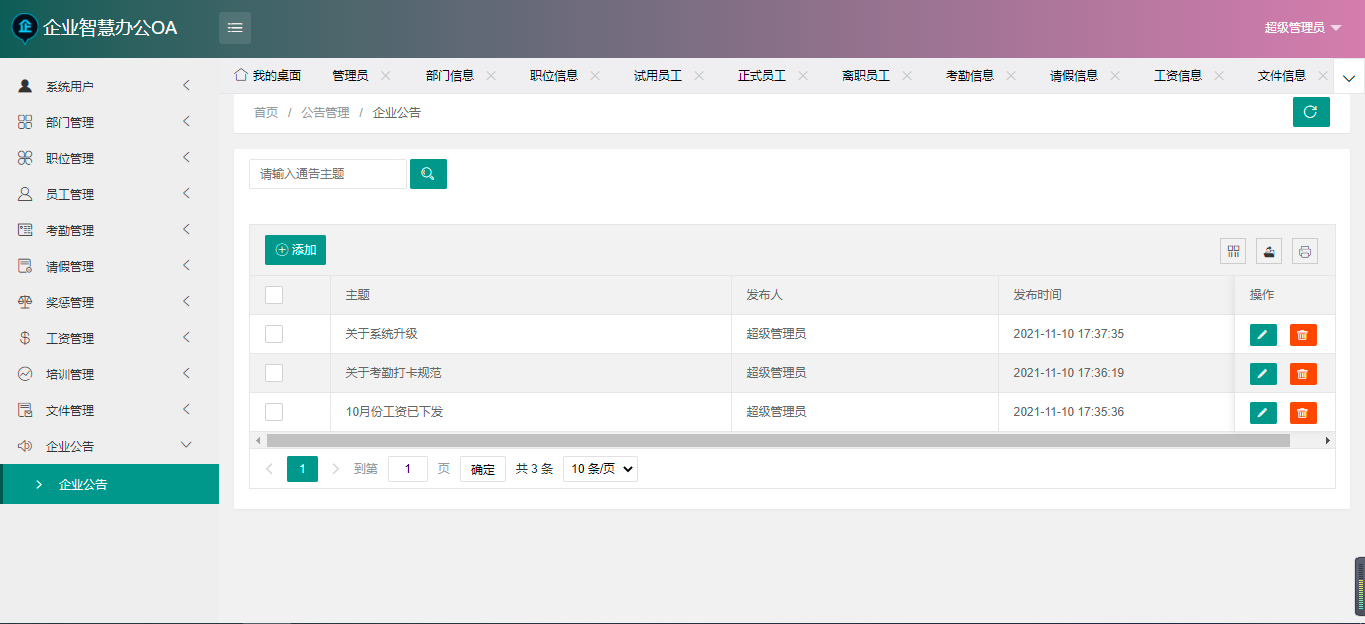 企 企业智慧办公OA
超级管理员
我的桌面 管理员 部门信息 职位信息 试用员工 正式员工 离职员工 考勤信息 请假信息 工资信息 文件信息
系统用户
部门管理
职位管理
员工管理
考勤管理
请假管理
奖惩管理
工资管理
培训管理
文件管理
企业公告
企业公告
首页 / 公告管理 / 企业公告
请输入通告主题
添加
主题 发布人 发布时间 操作
关于系统升级 超级管理员 2021-11-10 17:37:35
关于考勤打卡规范 超级管理员 2021-11-10 17:36:19
10月份工资已下发 超级管理员 2021-11-10 17:35:36
1 到第 1 页 确定 共 3 条 10 条/页